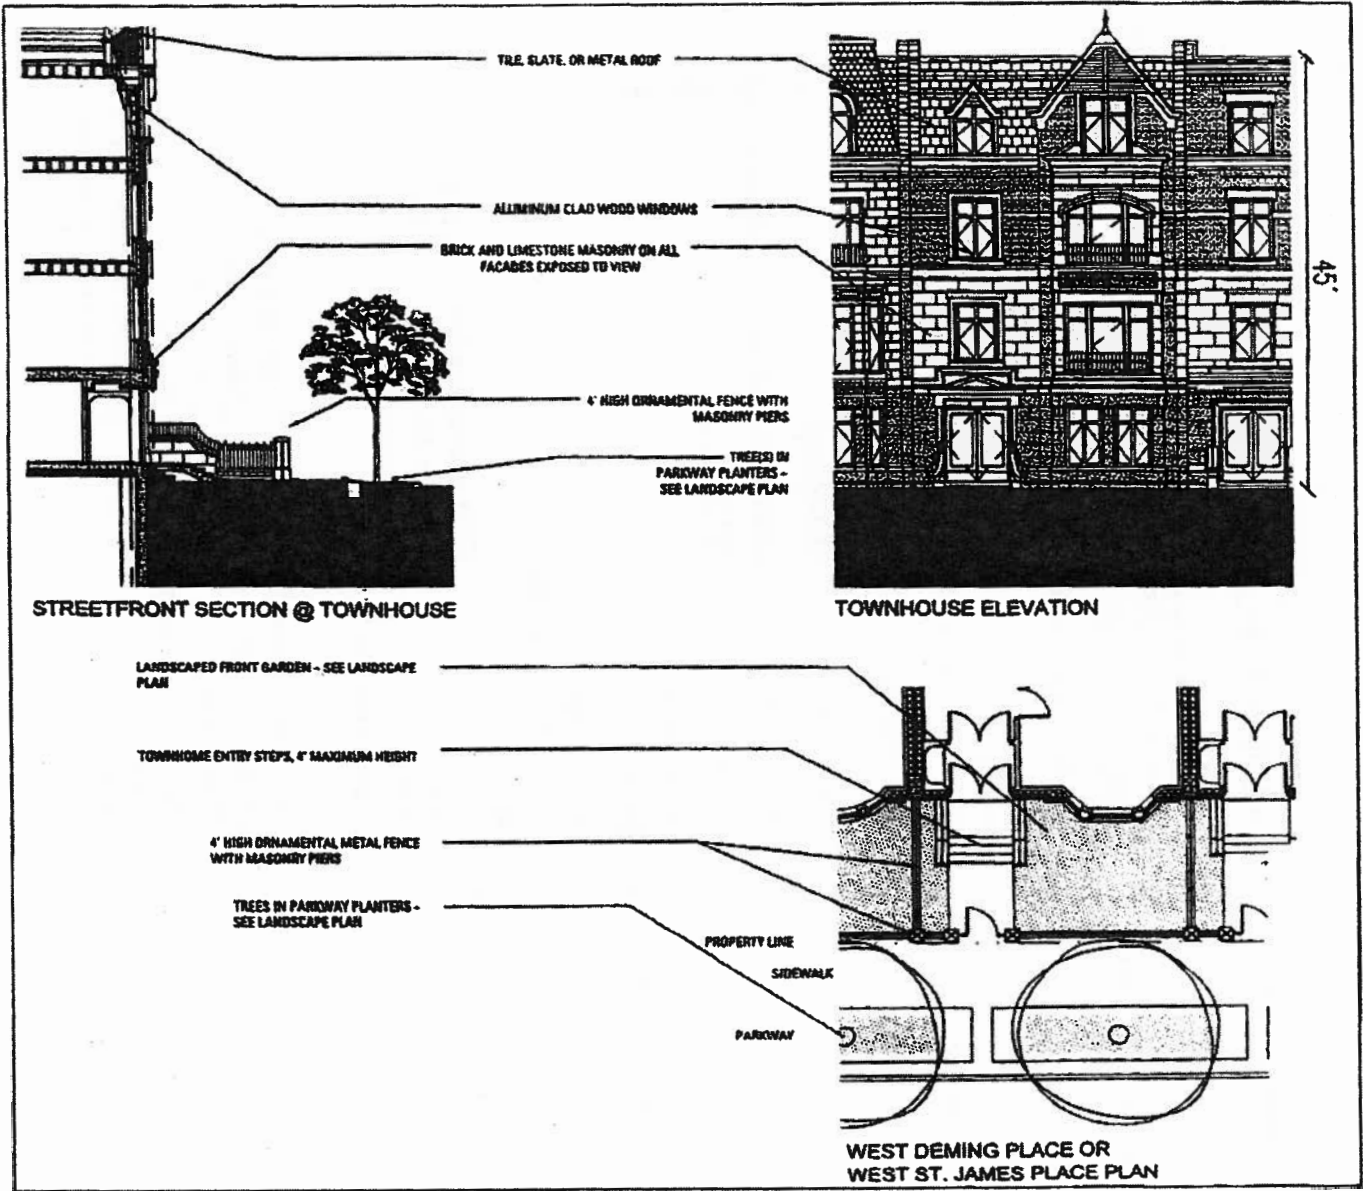 TILE, SLATE, OR METAL ROOF
ALUMINUM CLAD WOOD WINDOWS
BRICK AND LIMESTONE MASONRY ON ALL
FACADES EXPOSED TO VIEW
45'
4' HIGH ORNAMENTAL FENCE WITH
MASONRY PIERS
TREE(S) IN
PARKWAY PLANTERS -
SEE LANDSCAPE PLAN
STREETFRONT SECTION @ TOWNHOUSE
TOWNHOUSE ELEVATION
LANDSCAPED FRONT GARDEN - SEE LANDSCAPE
PLAN
TOWNHOME ENTRY STEPS, 4' MAXIMUM HEIGHT
4' HIGH ORNAMENTAL METAL FENCE
WITH MASONRY PIERS
TREES IN PARKWAY PLANTERS -
SEE LANDSCAPE PLAN
PROPERTY LINE
SIDEWALK
PARKWAY
WEST DEMING PLACE OR
WEST ST. JAMES PLACE PLAN